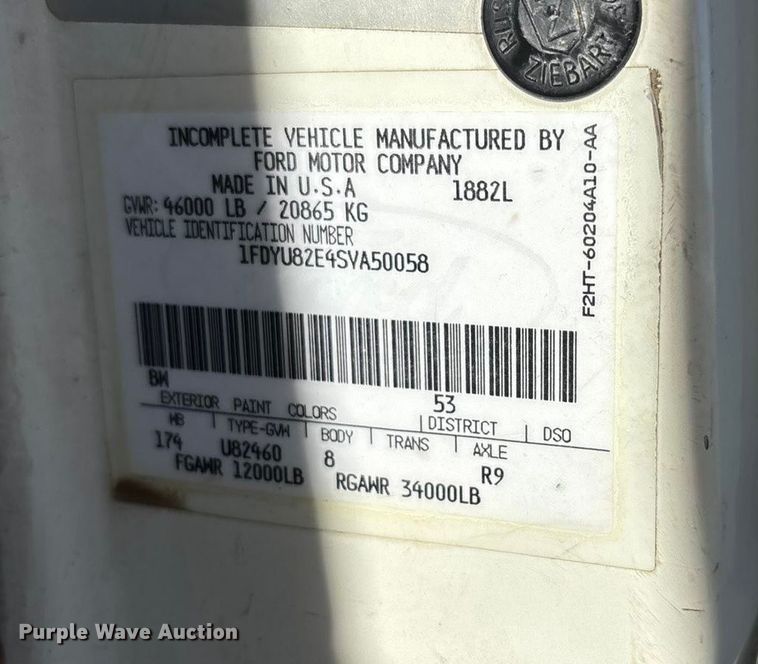 ZIEBART
INCOMPLETE VEHICLE MANUFACTURED BY
FORD MOTOR COMPANY
MADE IN U.S.A 1882L
GVWR: 46000 LB / 20865 KG
VEHICLE IDENTIFICATION NUMBER
1FDYU82E4SVA50058
F2HT-60204A10-AA
BW 53
EXTERIOR PAINT COLORS DISTRICT DSO
WB TYPE-GVW BODY TRANS AXLE
174 U82460 8 R9
FGAWR 12000LB RGAWR 34000LB
Purple Wave Auction